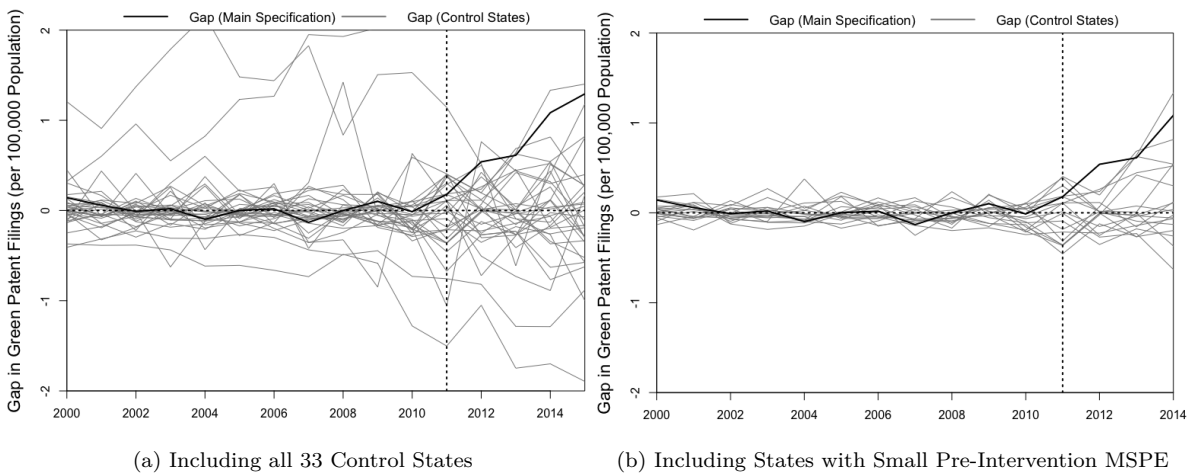 Gap (Main Specification) Gap (Control States)
Gap in Green Patent Filings (per 100,000 Population)
2
1
0
-1
-2
2000 2002 2004 2006 2008 2010 2012 2014
(a) Including all 33 Control States
Gap (Main Specification) Gap (Control States)
Gap in Green Patent Filings (per 100,000 Population)
2
1
0
-1
-2
2000 2002 2004 2006 2008 2010 2012 2014
(b) Including States with Small Pre-Intervention MSPE